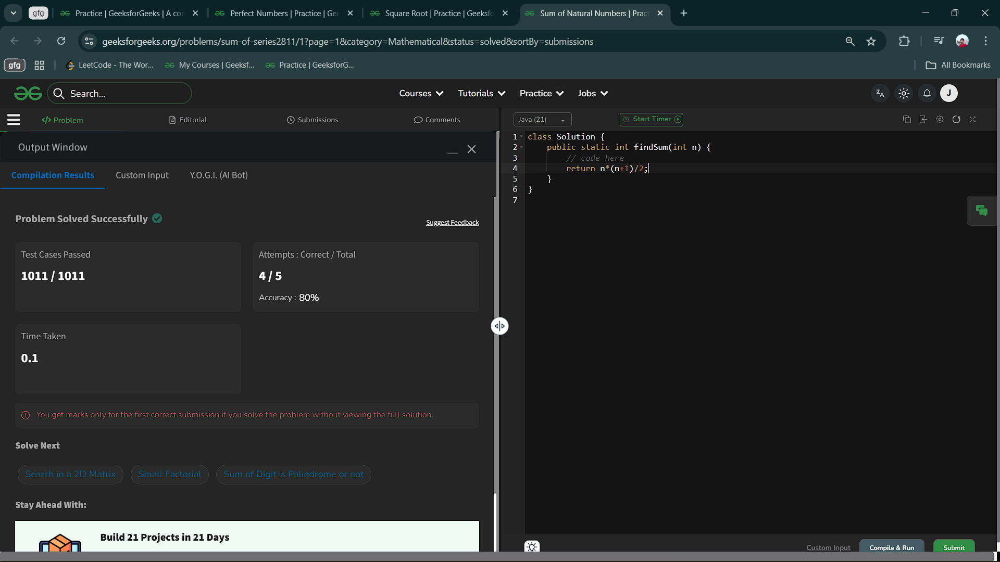 gfg
Practice | GeeksforGeeks | A co
Perfect Numbers | Practice | Ge
Square Root | Practice | Geeksfo
Sum of Natural Numbers | Prac
geeksforgeeks.org/problems/sum-of-series2811/1?page=1&category=Mathematical&status=solved&sortBy=submissions
gfg
LeetCode - The Wor...
My Courses | Geeksf...
Practice | GeeksforG...
All Bookmarks
Search...
Courses
Tutorials
Practice
Jobs
J
</> Problem
Editorial
Submissions
Comments
Java (21)
Start Timer
Output Window
Compilation Results
Custom Input
Y.O.G.I. (AI Bot)
Problem Solved Successfully
Suggest Feedback
Test Cases Passed
1011 / 1011
Attempts : Correct / Total
4 / 5
Accuracy : 80%
Time Taken
0.1
You get marks only for the first correct submission if you solve the problem without viewing the full solution.
Solve Next
Search in a 2D Matrix
Small Factorial
Sum of Digit is Palindrome or not
Stay Ahead With:
Build 21 Projects in 21 Days
1 class Solution {
2 public static int findSum(int n) {
3 // code here
4 return n*(n+1)/2;
5 }
6 }
7
Custom Input
Compile & Run
Submit